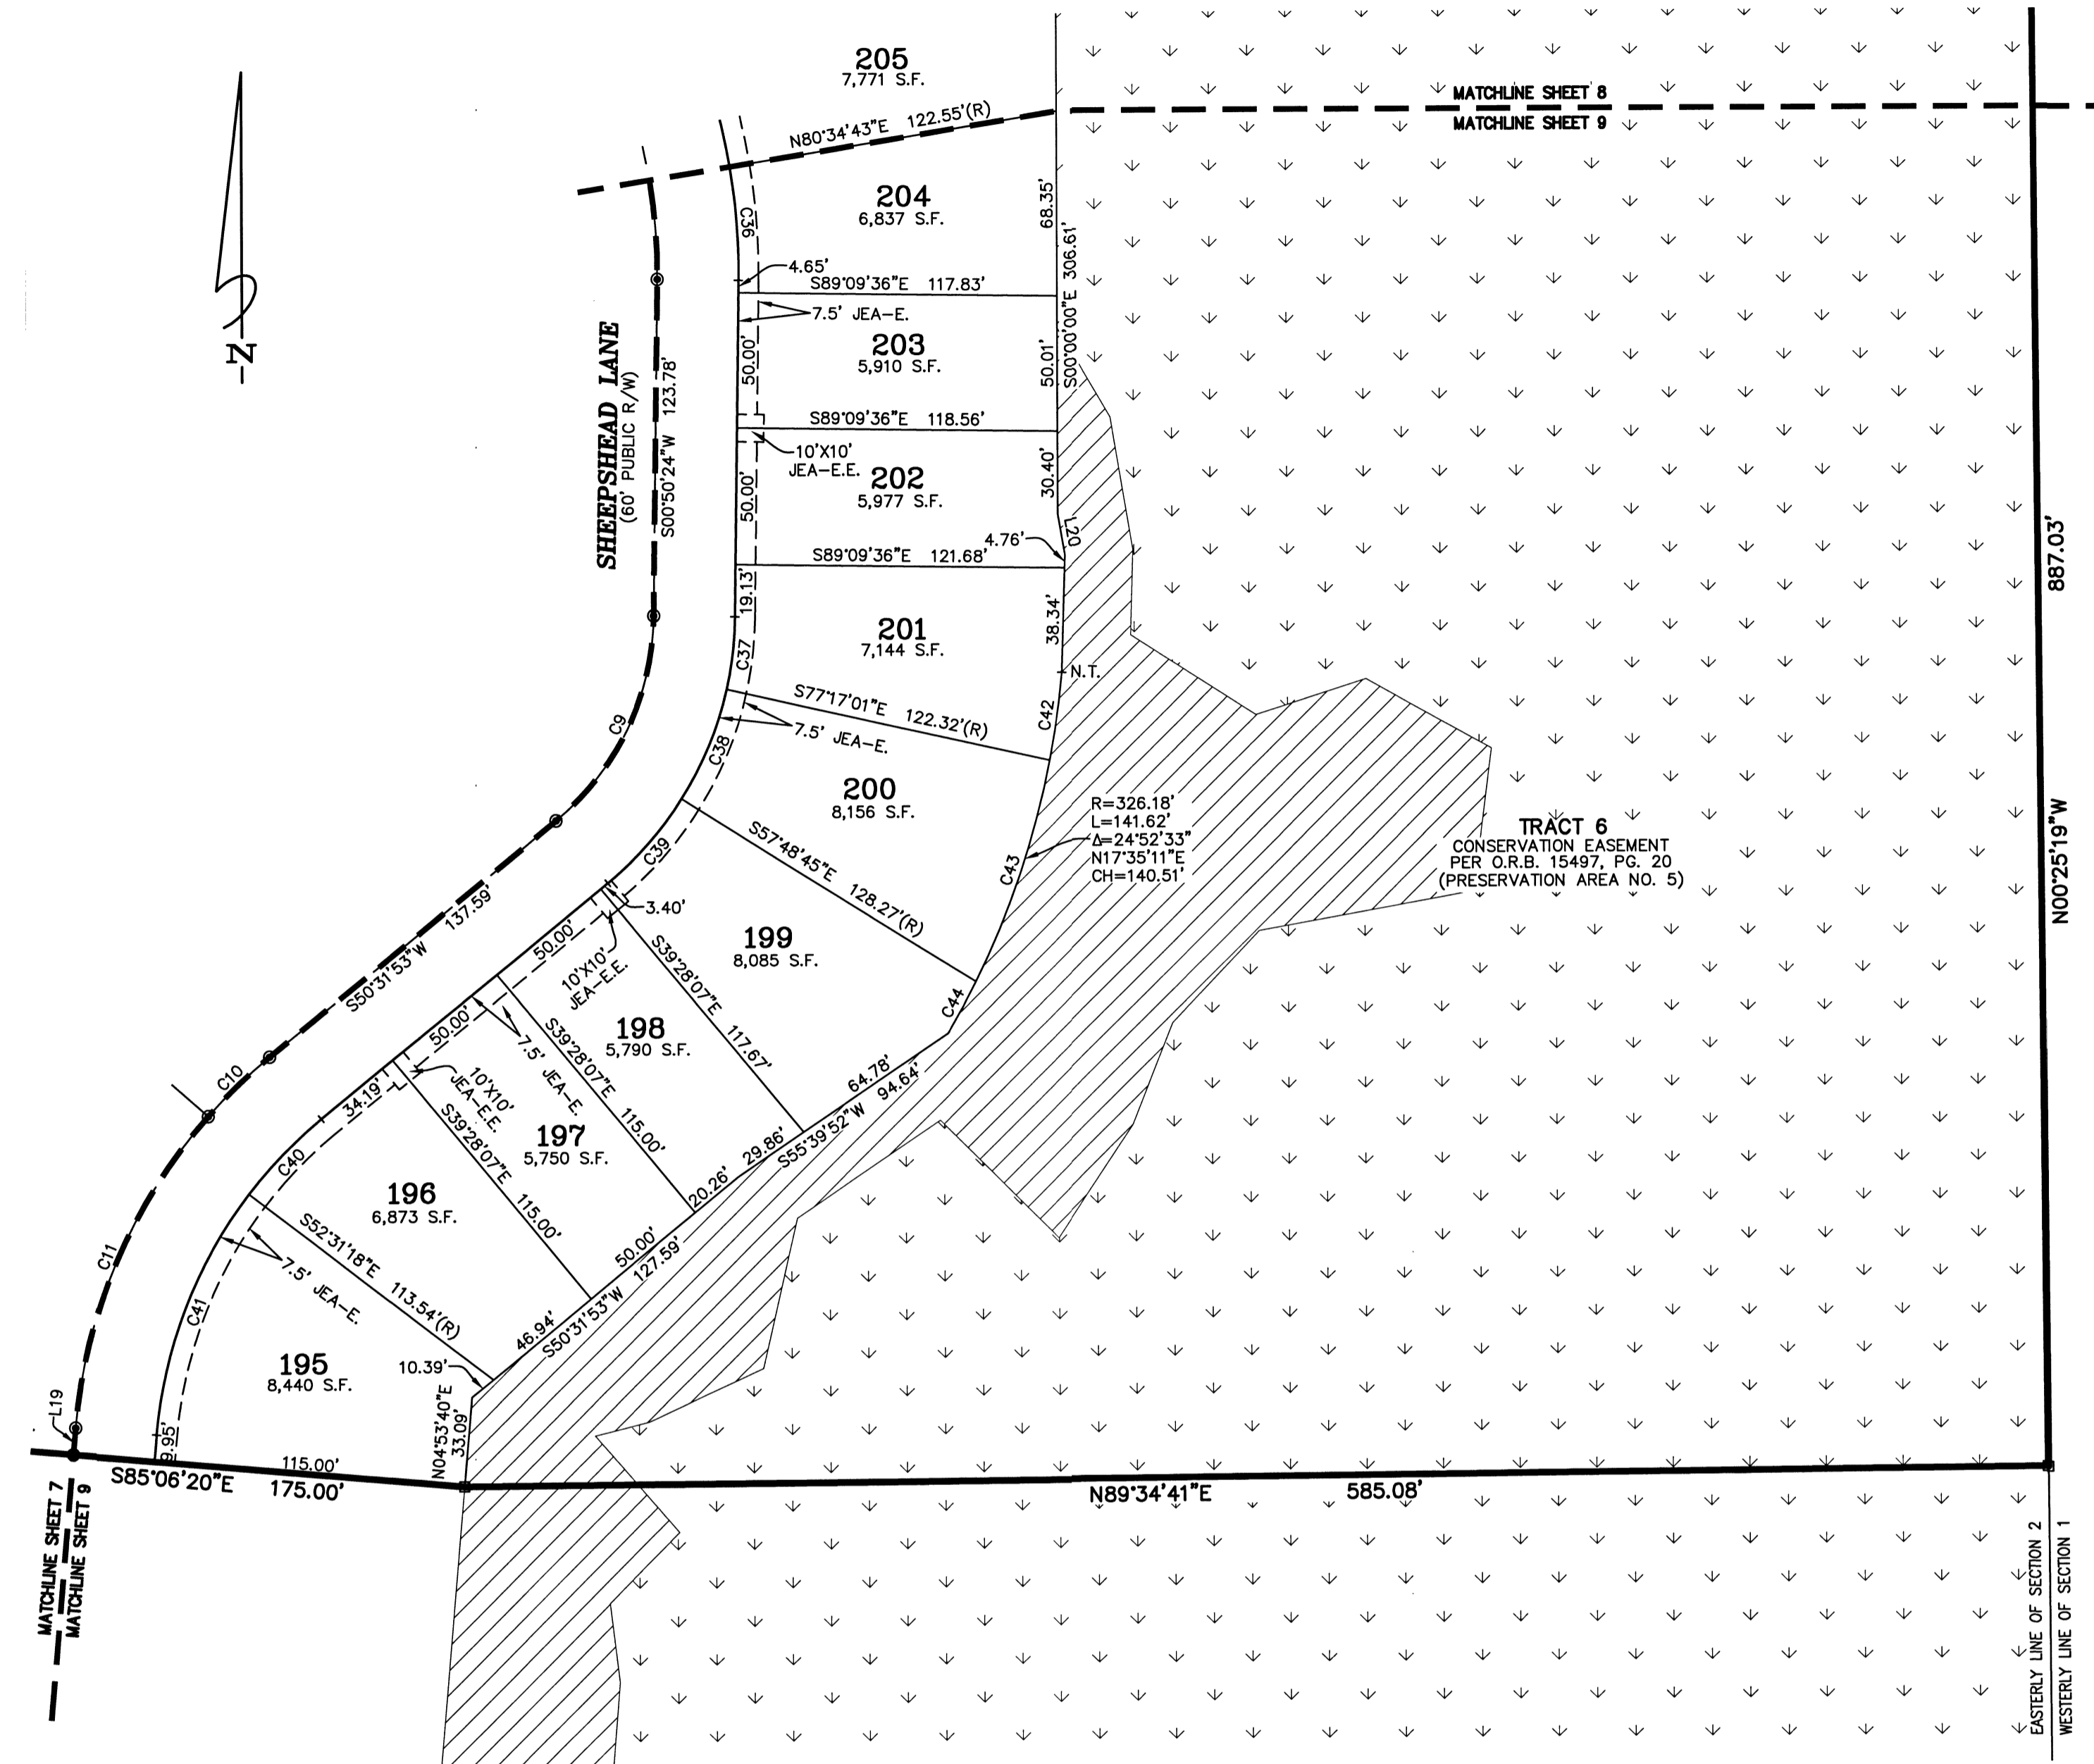 205
7,771 S.F.
N80°34'43"E 122.55'(R)
MATCHLINE SHEET 8
MATCHLINE SHEET 9
204
6,837 S.F.
C36
68.35'
4.65'
S89°09'36"E 117.83'
S00°00'00"E 306.61'
7.5' JEA-E.
203
5,910 S.F.
50.00'
50.01'
SHEEPSHEAD LANE
(60' PUBLIC R/W)
S00°50'24"W 123.78'
S89°09'36"E 118.56'
10'X10'
JEA-E.E.
202
5,977 S.F.
50.00'
30.40'
L20
4.76'
S89°09'36"E 121.68'
19.13'
201
7,144 S.F.
38.34'
N.T.
C37
S77°17'01"E 122.32'(R)
C42
7.5' JEA-E.
C9
C38
200
8,156 S.F.
R=326.18'
L=141.62'
Δ=24°52'33"
N17°35'11"E
CH=140.51'
TRACT 6
CONSERVATION EASEMENT
PER O.R.B. 15497, PG. 20
(PRESERVATION AREA NO. 5)
887.03'
N00°25'19"W
S57°48'45"E 128.27'(R)
C39
C43
3.40'
199
8,085 S.F.
S50°31'53"W 137.59'
50.00'
10'X10'
JEA-E.E.
S39°28'07"E 117.67'
C44
198
5,790 S.F.
50.00'
7.5' JEA-E.
S39°28'07"E 115.00'
64.78'
S55°39'52"W 94.64'
29.86'
C10
34.19'
10'X10'
JEA-E.E.
197
5,750 S.F.
S39°28'07"E 115.00'
20.26'
C40
196
6,873 S.F.
50.00'
S50°31'53"W 127.59'
C11
S52°31'18"E 113.54'(R)
46.94'
7.5' JEA-E.
C41
195
8,440 S.F.
10.39'
N04°53'40"E
33.09'
L19
9.95'
115.00'
S85°06'20"E 175.00'
N89°34'41"E 585.08'
MATCHLINE SHEET 7
MATCHLINE SHEET 9
EASTERLY LINE OF SECTION 2
WESTERLY LINE OF SECTION 1
N